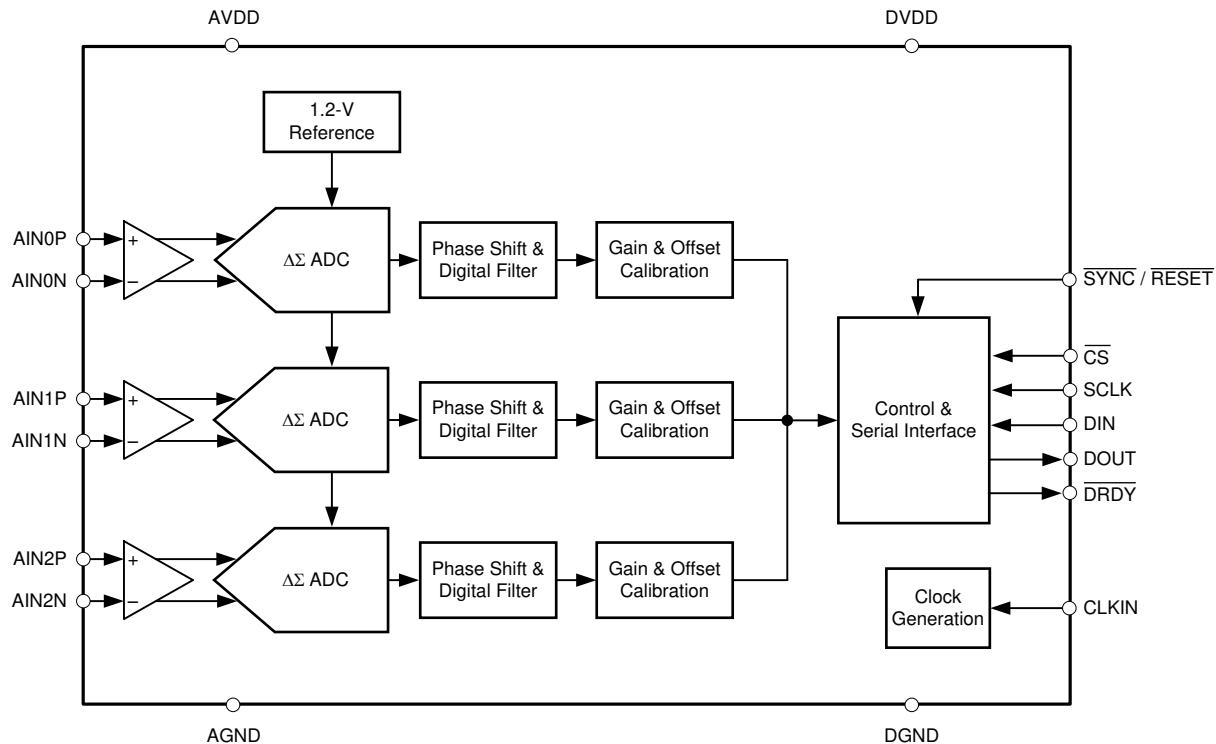 AVDD
DVDD
1.2-V
Reference
AIN0P
+
AIN0N
−
ΔΣ ADC
Phase Shift &
Digital Filter
Gain & Offset
Calibration
SYNC / RESET
AIN1P
+
AIN1N
−
ΔΣ ADC
Phase Shift &
Digital Filter
Gain & Offset
Calibration
Control &
Serial Interface
CS
SCLK
DIN
DOUT
DRDY
AIN2P
+
AIN2N
−
ΔΣ ADC
Phase Shift &
Digital Filter
Gain & Offset
Calibration
Clock
Generation
CLKIN
AGND
DGND